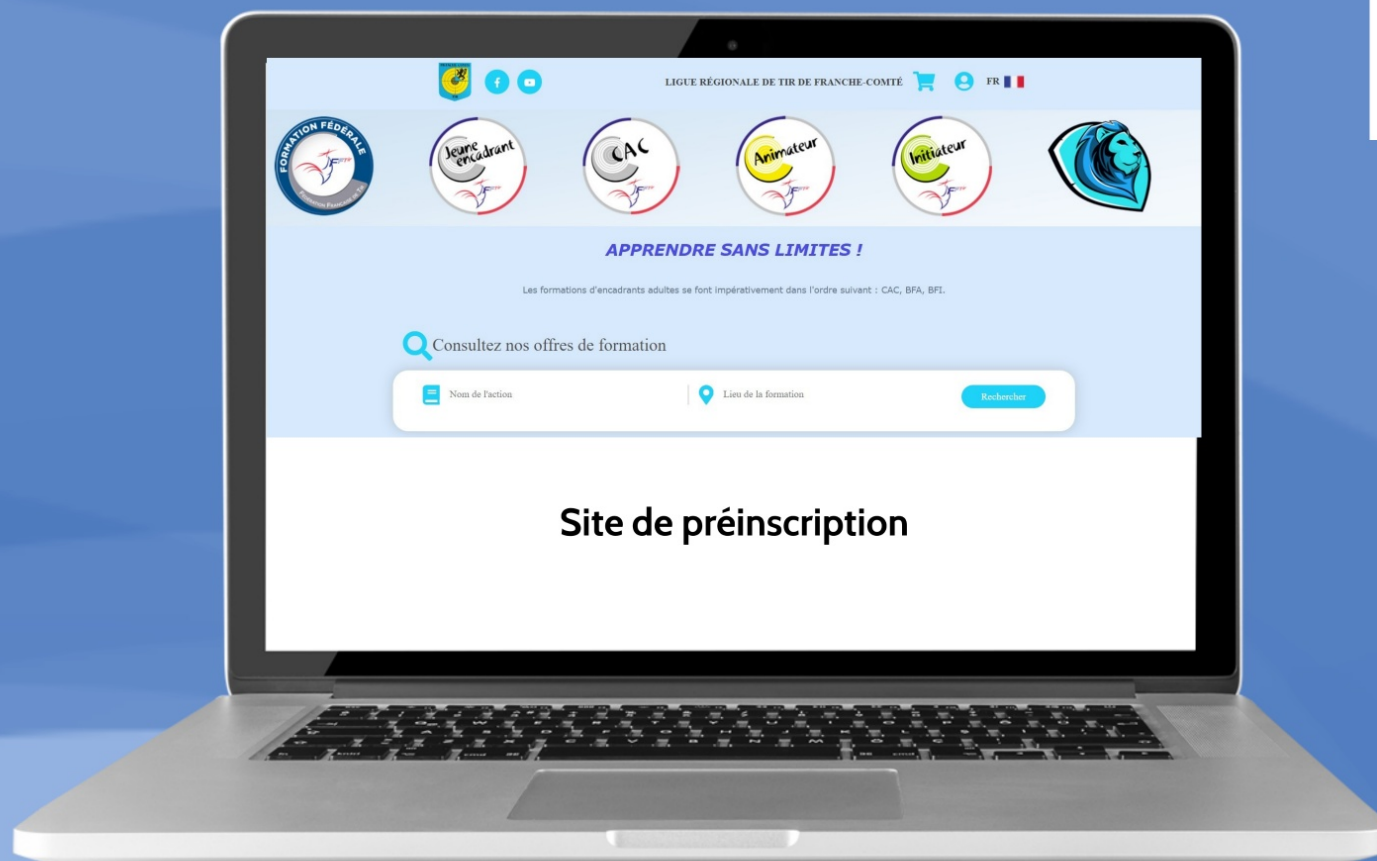 LIGUE RÉGIONALE DE TIR DE FRANCHE-COMTÉ
FR
FORMATION FÉDÉRALE
Jeune encadrant
CAC
Animateur
Initiateur
APPRENDRE SANS LIMITES !
Les formations d'encadrants adultes se font impérativement dans l'ordre suivant : CAC, BFA, BFI.
Consultez nos offres de formation
Nom de l'action
Lieu de la formation
Rechercher
Site de préinscription